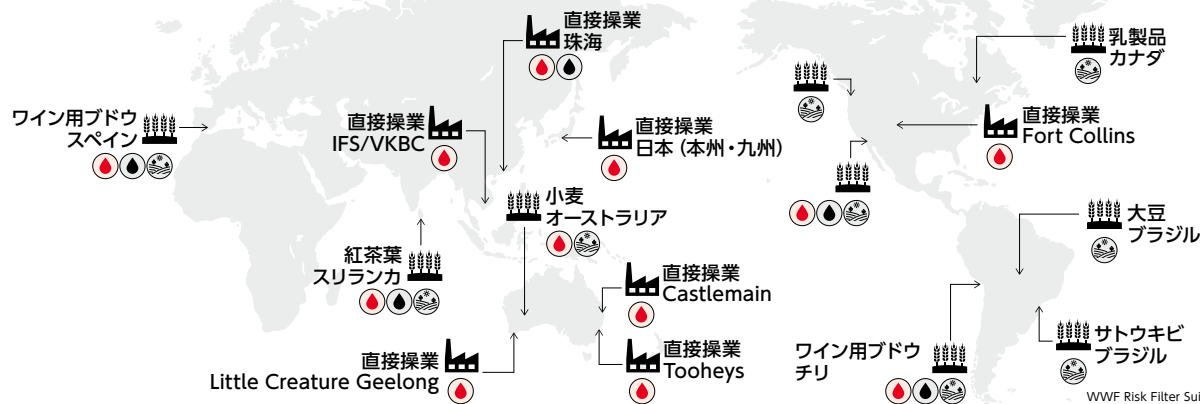 直接操業
珠海
乳製品
カナダ
ワイン用ブドウ
スペイン
直接操業
IFS/VKBC
直接操業
日本（本州・九州）
直接操業
Fort Collins
小麦
オーストラリア
大豆
ブラジル
紅茶葉
スリランカ
直接操業
Castlemain
直接操業
Little Creature Geelong
直接操業
Tooheys
ワイン用ブドウ
チリ
サトウキビ
ブラジル
WWF Risk Filter Sui